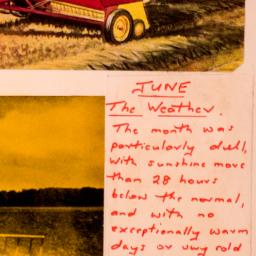 JUNE
The Weather.
The month was
particularly dull,
with sunshine more
than 28 hours
below the normal,
and with no
exceptionally warm
days or very cold